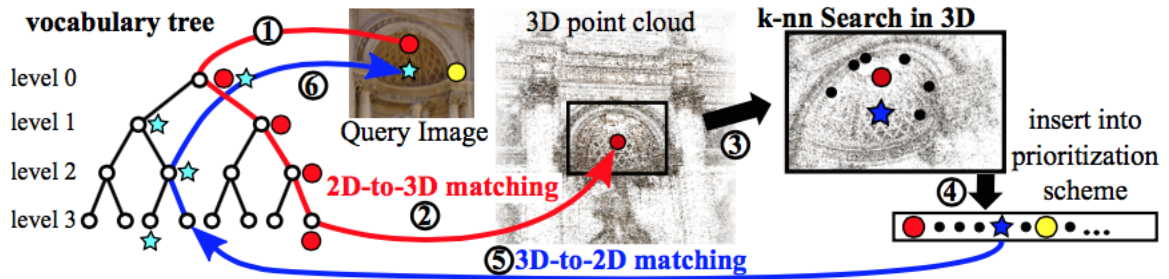 vocabulary tree
level 0
level 1
level 2
level 3
①
⑥
Query Image
2D-to-3D matching
②
3D point cloud
③
k-nn Search in 3D
insert into
prioritization
scheme
④
...
⑤3D-to-2D matching